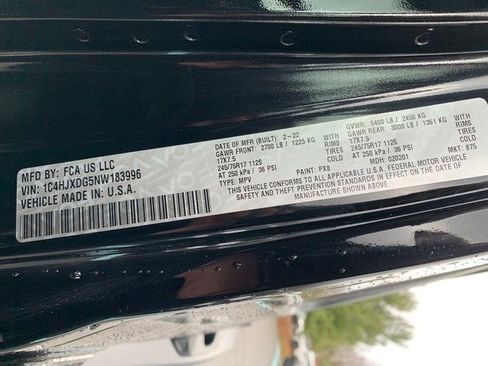 MFD BY: FCA US LLC
VIN: 1C4HJXDG5NW183996
VEHICLE MADE IN: U.S.A.
DATE OF MFR (BUILT): 2-22
GAWR FRONT: 2700 LB / 1225 KG
WITH
17X7.5
RIMS
245/75R17 112S
TIRES
AT 250 kPa / 36 PSI
COLD
TYPE: MPV
PAINT: PX8
GVWR: 5400 LB / 2450 KG
GAWR REAR: 3000 LB / 1361 KG
WITH
17X7.5
RIMS
245/75R17 112S
TIRES
AT 250 kPa / 36 PSI
COLD
MDH: 020201
MKT: 875
THIS VEHICLE CONFORMS TO ALL APPLICABLE U.S.A. FEDERAL MOTOR VEHICLE SAFETY STANDARDS IN EFFECT ON THE DATE OF
MANUFACTURE SHOWN ABOVE.